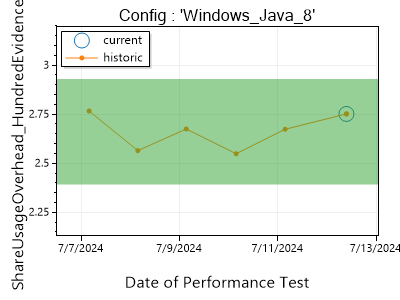 Config : 'Windows_Java_8'
current
historic
ShareUsageOverhead_HundredEvidence
3
2.75
2.5
2.25
7/7/2024
7/9/2024
7/11/2024
7/13/2024
Date of Performance Test